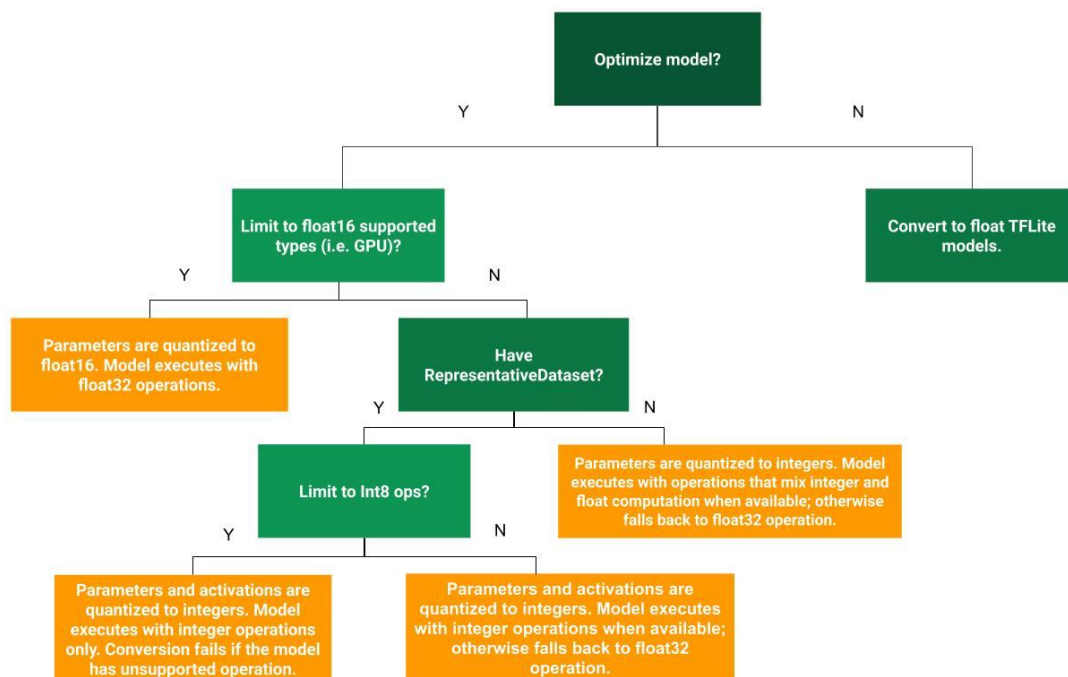 Optimize model?
Y
N
Limit to float16 supported
types (i.e. GPU)?
Convert to float TFLite
models.
Y
N
Parameters are quantized to
float16. Model executes with
float32 operations.
Have
RepresentativeDataset?
Y
N
Limit to Int8 ops?
Parameters are quantized to integers. Model
executes with operations that mix integer and
float computation when available; otherwise
falls back to float32 operation.
Y
N
Parameters and activations are
quantized to integers. Model
executes with integer operations
only. Conversion fails if the model
has unsupported operation.
Parameters and activations are
quantized to integers. Model executes
with integer operations when available;
otherwise falls back to float32
operation.